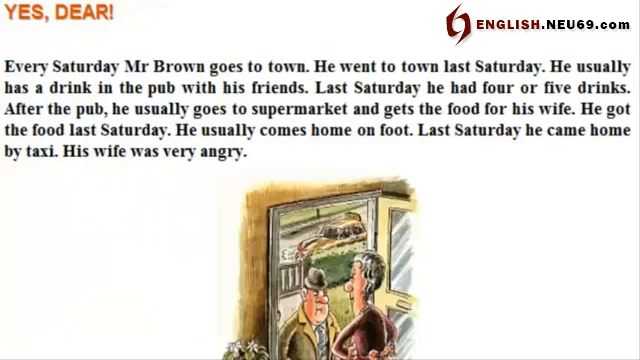 YES, DEAR!
ENGLISH.NEU69.COM
Every Saturday Mr Brown goes to town. He went to town last Saturday. He usually
has a drink in the pub with his friends. Last Saturday he had four or five drinks.
After the pub, he usually goes to supermarket and gets the food for his wife. He got
the food last Saturday. He usually comes home on foot. Last Saturday he came home
by taxi. His wife was very angry.